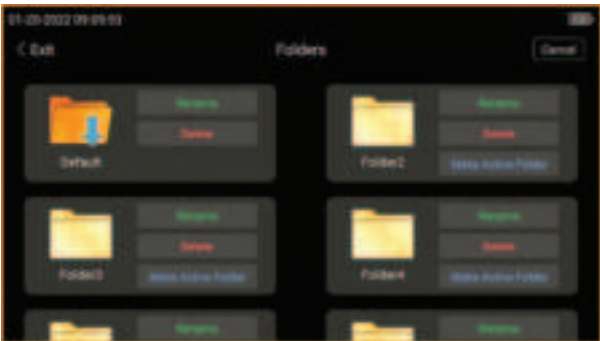 01-20-2022 09:09:03
< Exit
Folders
Cancel
Rename
Delete
Default
Rename
Delete
Make Active Folder
Folder2
Rename
Delete
Make Active Folder
Folder3
Rename
Delete
Make Active Folder
Folder4
Rename
Rename